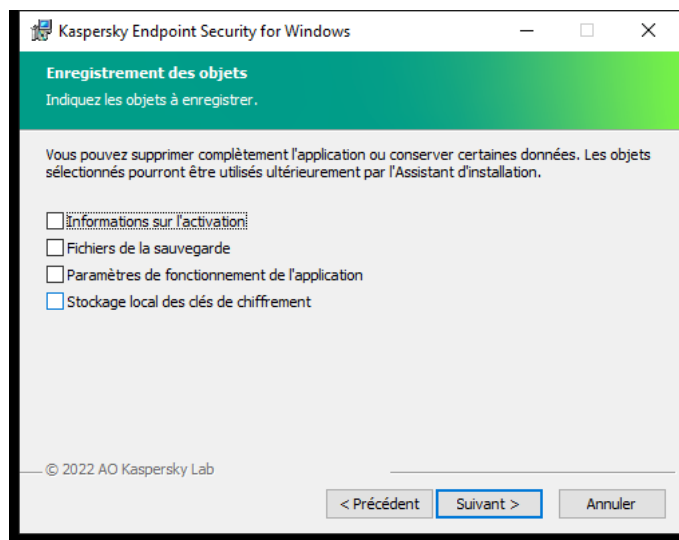 Kaspersky Endpoint Security for Windows
Enregistrement des objets
Indiquez les objets à enregistrer.
Vous pouvez supprimer complètement l'application ou conserver certaines données. Les objets
sélectionnés pourront être utilisés ultérieurement par l'Assistant d'installation.
Informations sur l'activation
Fichiers de la sauvegarde
Paramètres de fonctionnement de l'application
Stockage local des clés de chiffrement
© 2022 AO Kaspersky Lab
< Précédent Suivant > Annuler